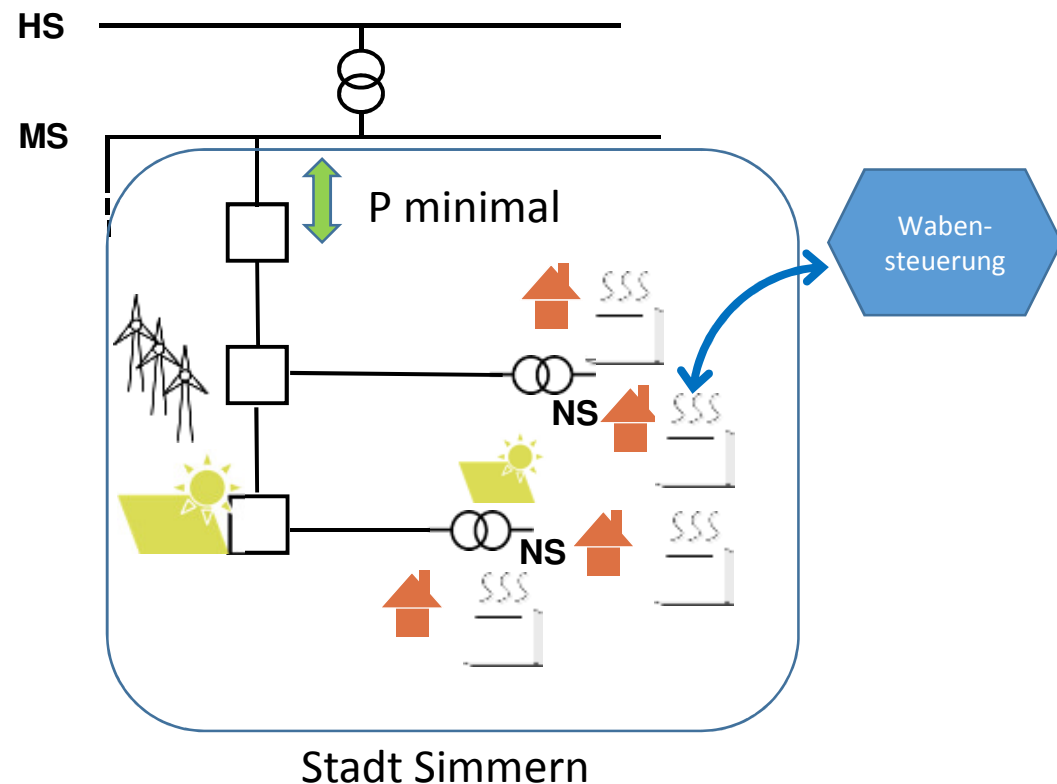 HS
MS
P minimal
Waben-
steuerung
NS
NS
Stadt Simmern